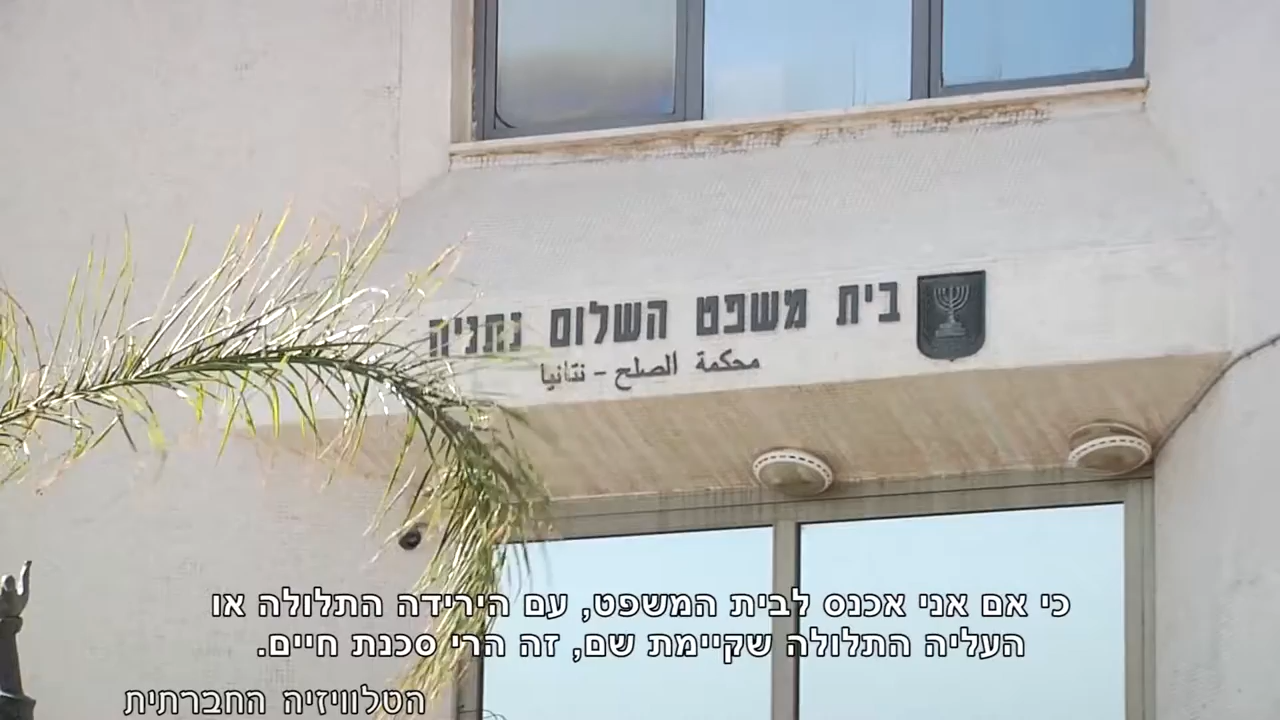 בית משפט השלום נתניה
محكمة الصلح - نتانيا
כי אם אני אכנס לבית המשפט, עם הירידה התלולה או
העליה התלולה שקיימת שם, זה הרי סכנת חיים.
הטלוויזיה החברתית